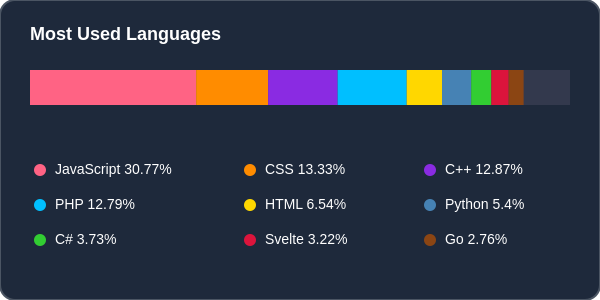 Most Used Languages
JavaScript 30.77% CSS 13.33% C++ 12.87%
PHP 12.79% HTML 6.54% Python 5.4%
C# 3.73% Svelte 3.22% Go 2.76%